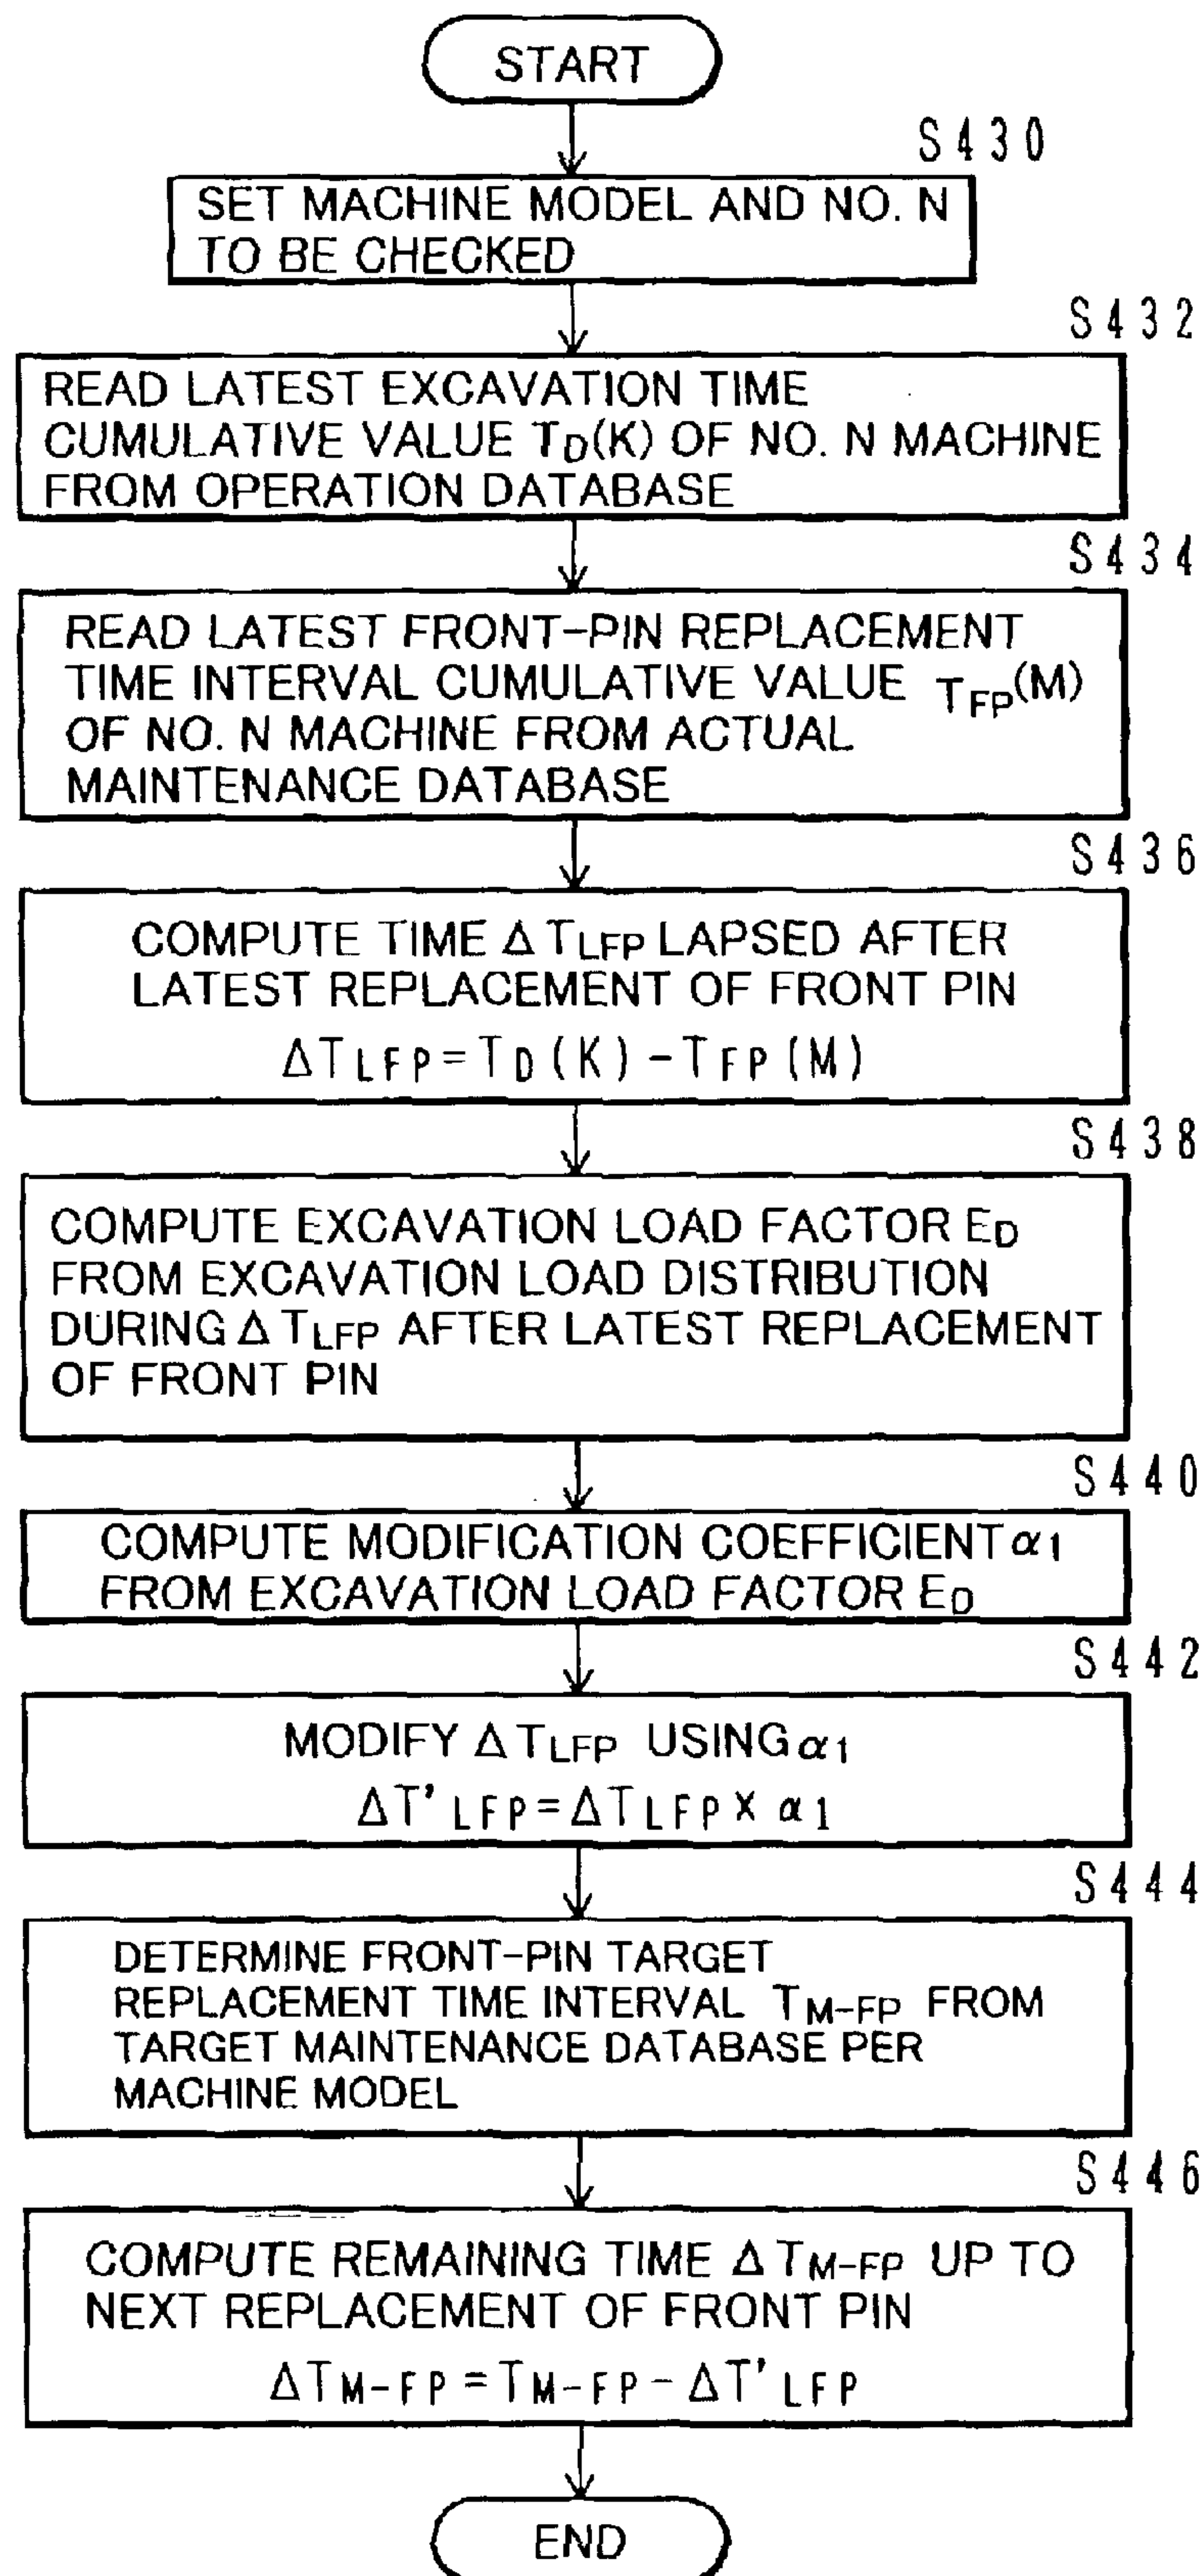 START
S430
SET MACHINE MODEL AND NO. N
TO BE CHECKED
S432
READ LATEST EXCAVATION TIME
CUMULATIVE VALUE TD(K) OF NO. N MACHINE
FROM OPERATION DATABASE
S434
READ LATEST FRONT-PIN REPLACEMENT
TIME INTERVAL CUMULATIVE VALUE TFP(M)
OF NO. N MACHINE FROM ACTUAL
MAINTENANCE DATABASE
S436
COMPUTE TIME ΔTLFP LAPSED AFTER
LATEST REPLACEMENT OF FRONT PIN
ΔTLFP=TD(K)-TFP(M)
S438
COMPUTE EXCAVATION LOAD FACTOR ED
FROM EXCAVATION LOAD DISTRIBUTION
DURING ΔTLFP AFTER LATEST REPLACEMENT
OF FRONT PIN
S440
COMPUTE MODIFICATION COEFFICIENT α1
FROM EXCAVATION LOAD FACTOR ED
S442
MODIFY ΔTLFP USING α1
ΔT'LFP=ΔTLFP×α1
S444
DETERMINE FRONT-PIN TARGET
REPLACEMENT TIME INTERVAL TM-FP FROM
TARGET MAINTENANCE DATABASE PER
MACHINE MODEL
S446
COMPUTE REMAINING TIME ΔTM-FP UP TO
NEXT REPLACEMENT OF FRONT PIN
ΔTM-FP=TM-FP-ΔT'LFP
END